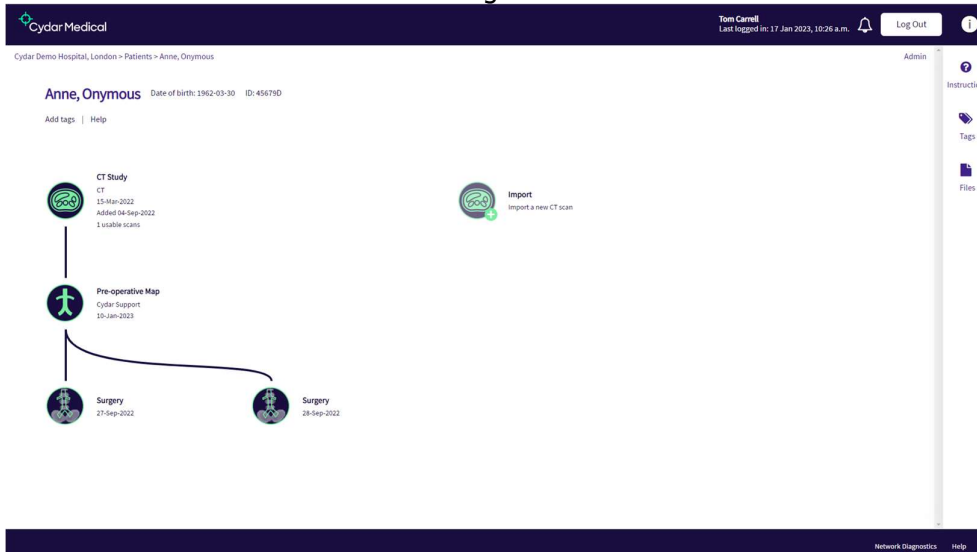 Cydar Medical
Tom Carrell
Last logged in: 17 Jan 2023, 10:26 a.m.
Log Out
i
Cydar Demo Hospital, London > Patients > Anne, Onymous
Admin
?
Anne, Onymous Date of birth: 1962-03-30 ID: 45679D
Add tags | Help
Tags
Files
CT Study
CT
15-Mar-2022
Added 04-Sep-2022
1 usable scans
Import
Import a new CT scan
Pre-operative Map
Cydar Support
10-Jan-2023
Surgery
27-Sep-2022
Surgery
28-Sep-2022
Network Diagnostics Help